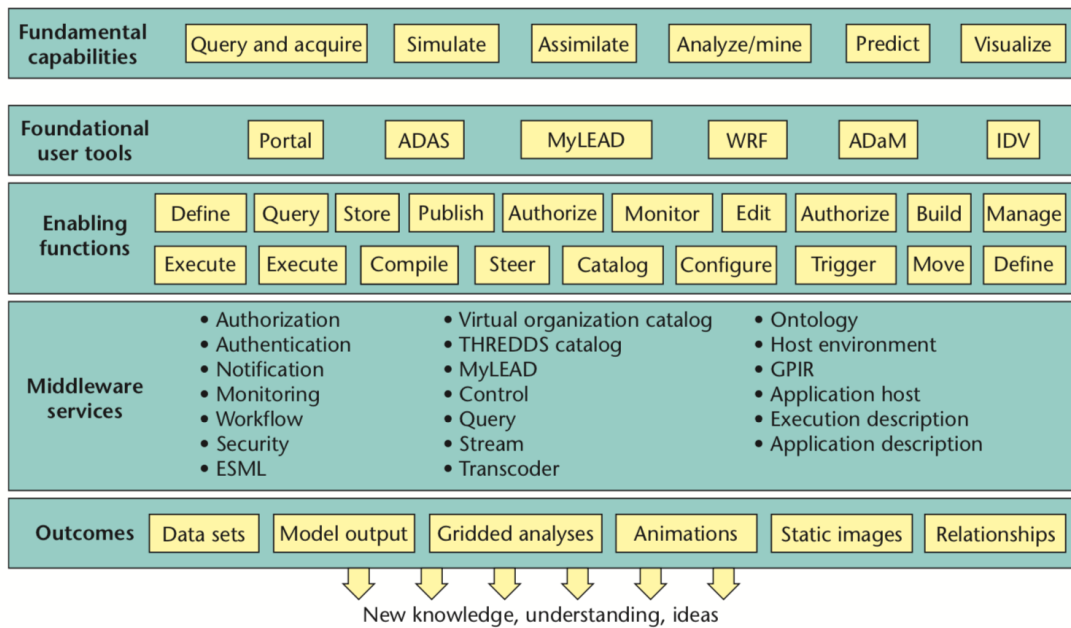 Fundamental
capabilities
Query and acquire
Simulate
Assimilate
Analyze/mine
Predict
Visualize
Foundational
user tools
Portal
ADAS
MyLEAD
WRF
ADaM
IDV
Enabling
functions
Define
Query
Store
Publish
Authorize
Monitor
Edit
Authorize
Build
Manage
Execute
Execute
Compile
Steer
Catalog
Configure
Trigger
Move
Define
Middleware
services
• Authorization
• Authentication
• Notification
• Monitoring
• Workflow
• Security
• ESML
• Virtual organization catalog
• THREDDS catalog
• MyLEAD
• Control
• Query
• Stream
• Transcoder
• Ontology
• Host environment
• GPIR
• Application host
• Execution description
• Application description
Outcomes
Data sets
Model output
Gridded analyses
Animations
Static images
Relationships
New knowledge, understanding, ideas